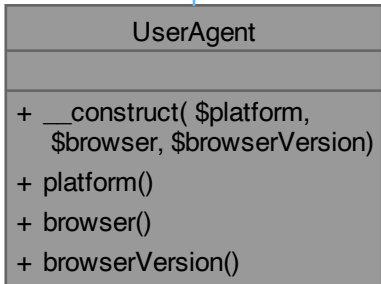 UserAgent
+ __construct( $platform,
$browser, $browserVersion)
+ platform()
+ browser()
+ browserVersion()